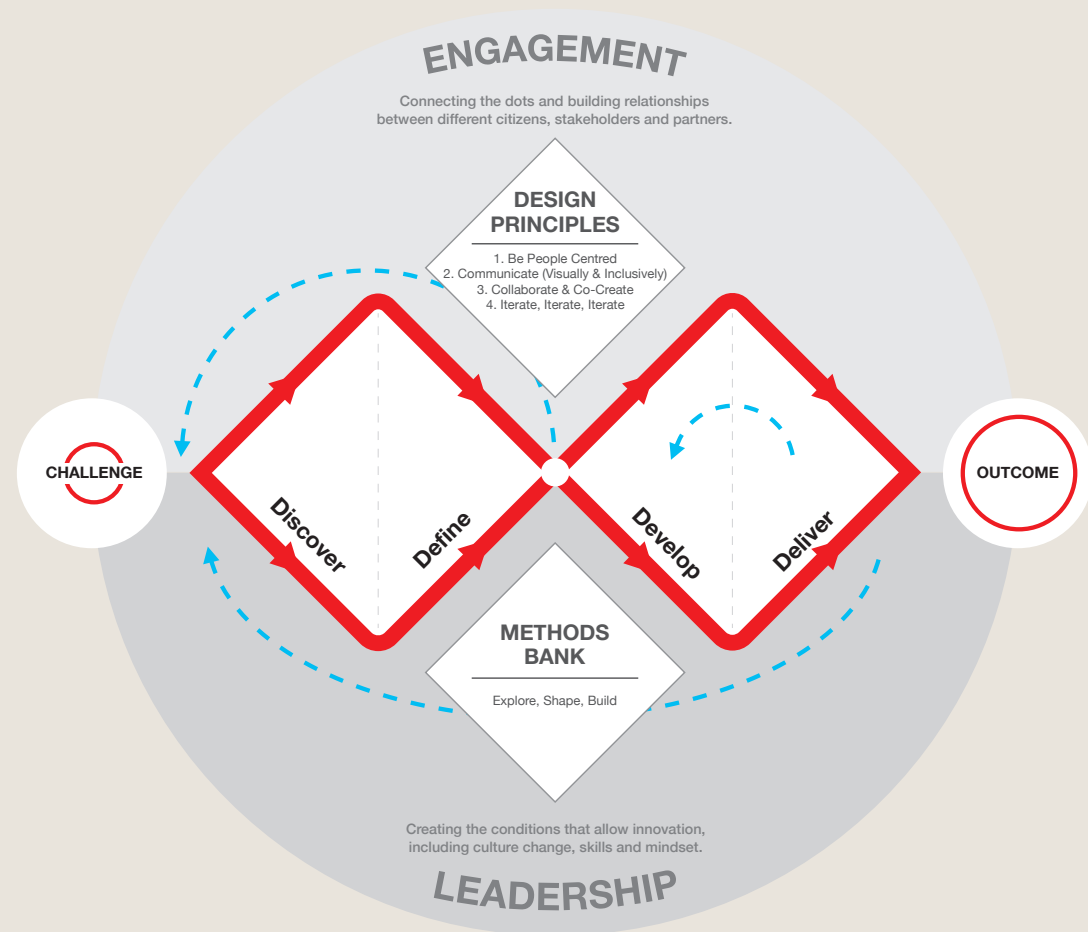 ENGAGEMENT
Connecting the dots and building relationships
between different citizens, stakeholders and partners.
DESIGN
PRINCIPLES
1. Be People Centred
2. Communicate (Visually & Inclusively)
3. Collaborate & Co-Create
4. Iterate, Iterate, Iterate
CHALLENGE
OUTCOME
Discover
Define
Develop
Deliver
METHODS
BANK
Explore, Shape, Build
Creating the conditions that allow innovation,
including culture change, skills and mindset.
LEADERSHIP